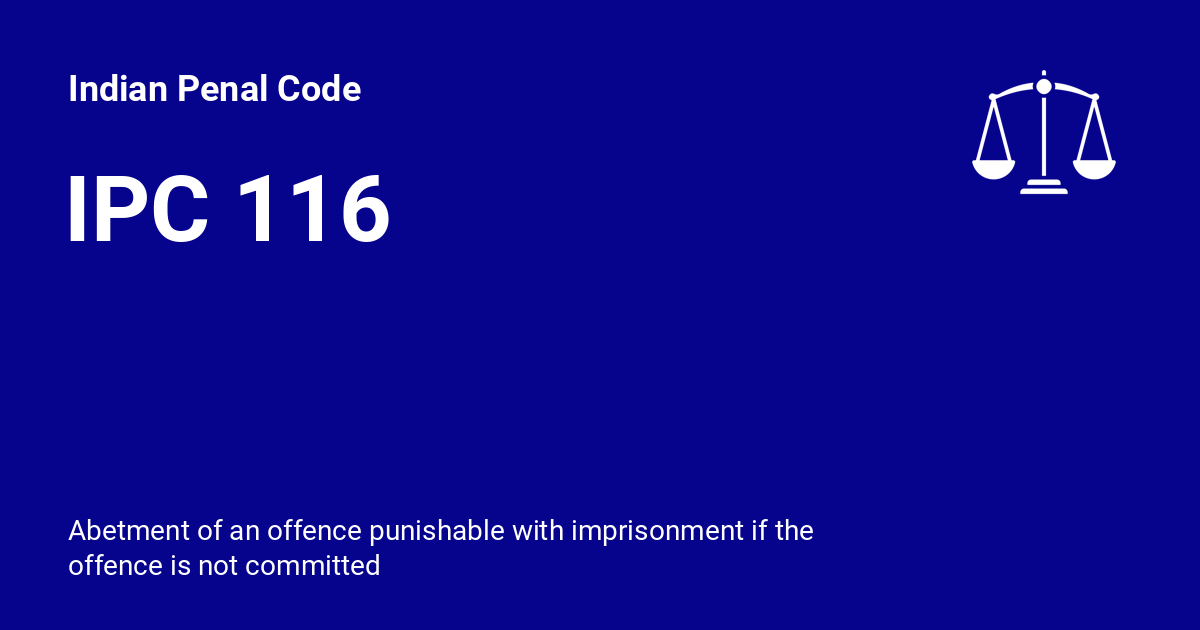 Indian Penal Code
IPC 116
Abetment of an offence punishable with imprisonment if the
offence is not committed